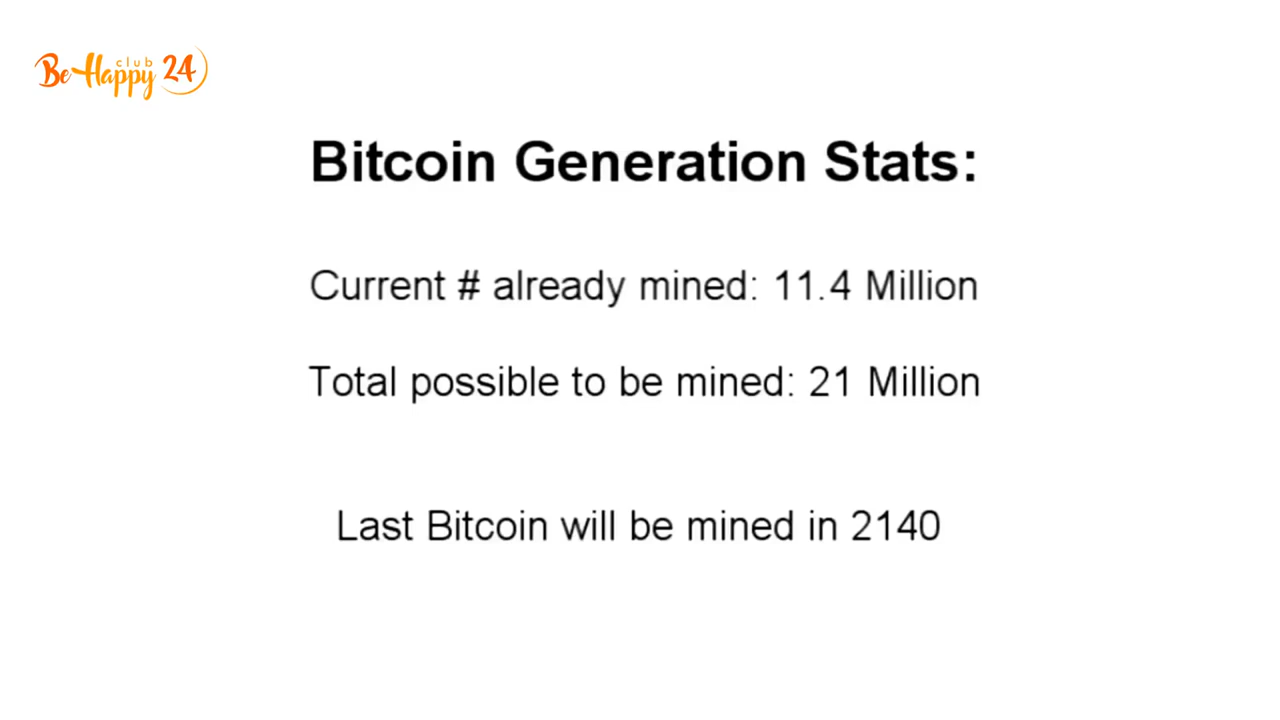 Be Happy club 24
Bitcoin Generation Stats:
Current # already mined: 11.4 Million
Total possible to be mined: 21 Million
Last Bitcoin will be mined in 2140